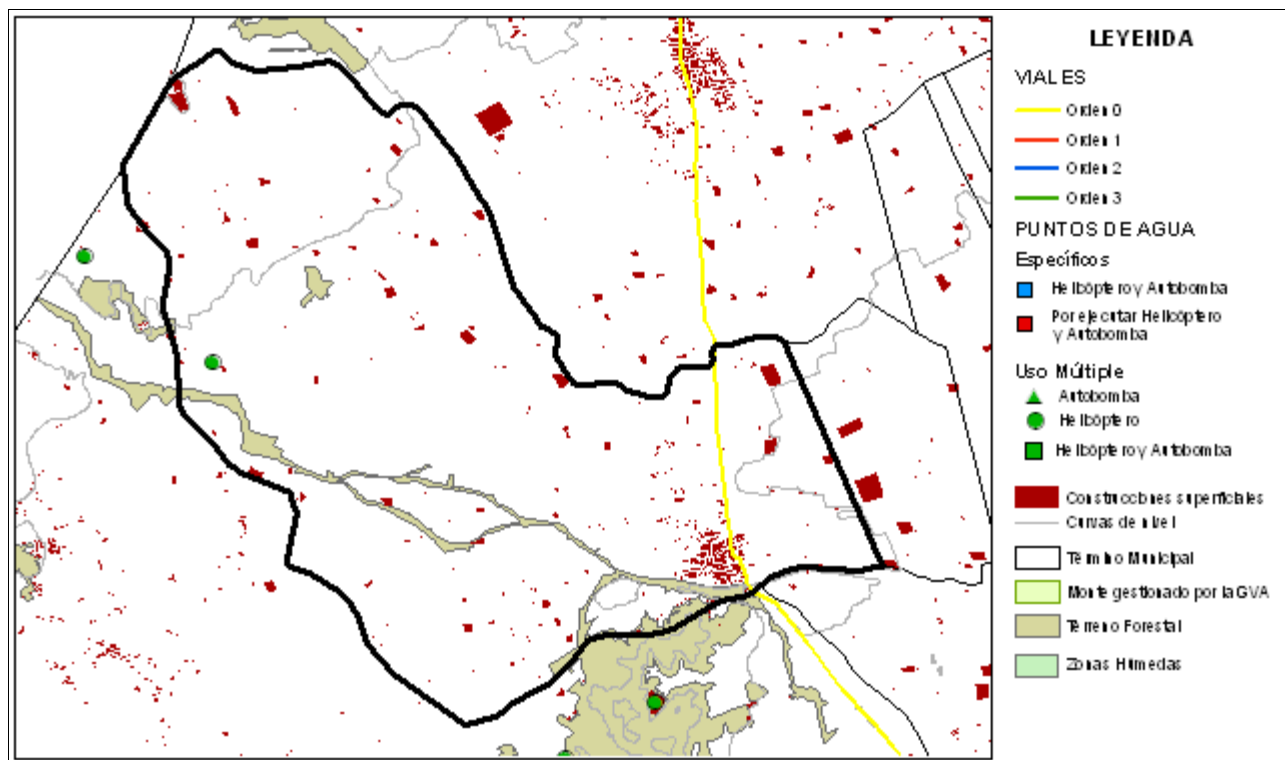 LEYENDA
VIALES
Orden 0
Orden 1
Orden 2
Orden 3
PUNTOS DE AGUA
Específicos
Helicóptero y Autobomba
Por ejecutar Helicóptero
y Autobomba
Uso Múltiple
Autobomba
Helicóptero
Helicóptero y Autobomba
Construcciones superficiales
Curvas de nivel
Término Municipal
Monte gestionado por la GVA
Terreno Forestal
Zonas Húmedas